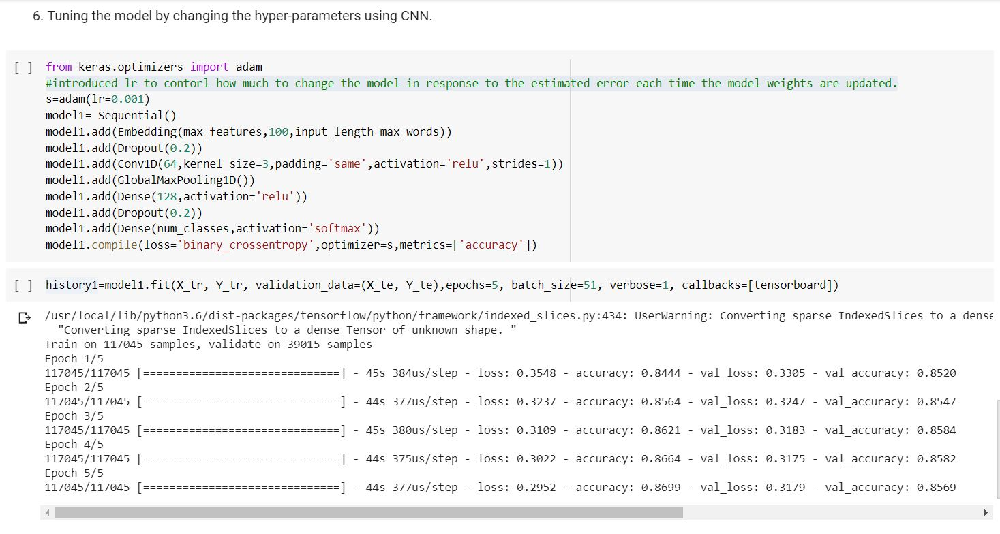 6. Tuning the model by changing the hyper-parameters using CNN.
[ ] from keras.optimizers import adam
#introduced lr to contorl how much to change the model in response to the estimated error each time the model weights are updated.
s=adam(lr=0.001)
model1= Sequential()
model1.add(Embedding(max_features,100,input_length=max_words))
model1.add(Dropout(0.2))
model1.add(Conv1D(64,kernel_size=3,padding='same',activation='relu',strides=1))
model1.add(GlobalMaxPooling1D())
model1.add(Dense(128,activation='relu'))
model1.add(Dropout(0.2))
model1.add(Dense(num_classes,activation='softmax'))
model1.compile(loss='binary_crossentropy',optimizer=s,metrics=['accuracy'])
[ ] history1=model1.fit(X_tr, Y_tr, validation_data=(X_te, Y_te),epochs=5, batch_size=51, verbose=1, callbacks=[tensorboard])
/usr/local/lib/python3.6/dist-packages/tensorflow/python/framework/indexed_slices.py:434: UserWarning: Converting sparse IndexedSlices to a dense
"Converting sparse IndexedSlices to a dense Tensor of unknown shape. "
Train on 117045 samples, validate on 39015 samples
Epoch 1/5
117045/117045 [==============================] - 45s 384us/step - loss: 0.3548 - accuracy: 0.8444 - val_loss: 0.3305 - val_accuracy: 0.8520
Epoch 2/5
117045/117045 [==============================] - 44s 377us/step - loss: 0.3237 - accuracy: 0.8564 - val_loss: 0.3247 - val_accuracy: 0.8547
Epoch 3/5
117045/117045 [==============================] - 45s 380us/step - loss: 0.3109 - accuracy: 0.8621 - val_loss: 0.3183 - val_accuracy: 0.8584
Epoch 4/5
117045/117045 [==============================] - 44s 375us/step - loss: 0.3022 - accuracy: 0.8664 - val_loss: 0.3175 - val_accuracy: 0.8582
Epoch 5/5
117045/117045 [==============================] - 44s 377us/step - loss: 0.2952 - accuracy: 0.8699 - val_loss: 0.3179 - val_accuracy: 0.8569